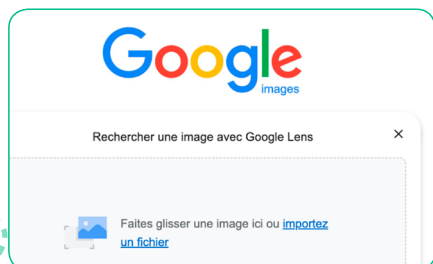 Google
images
Rechercher une image avec Google Lens
Faites glisser une image ici ou importez
un fichier